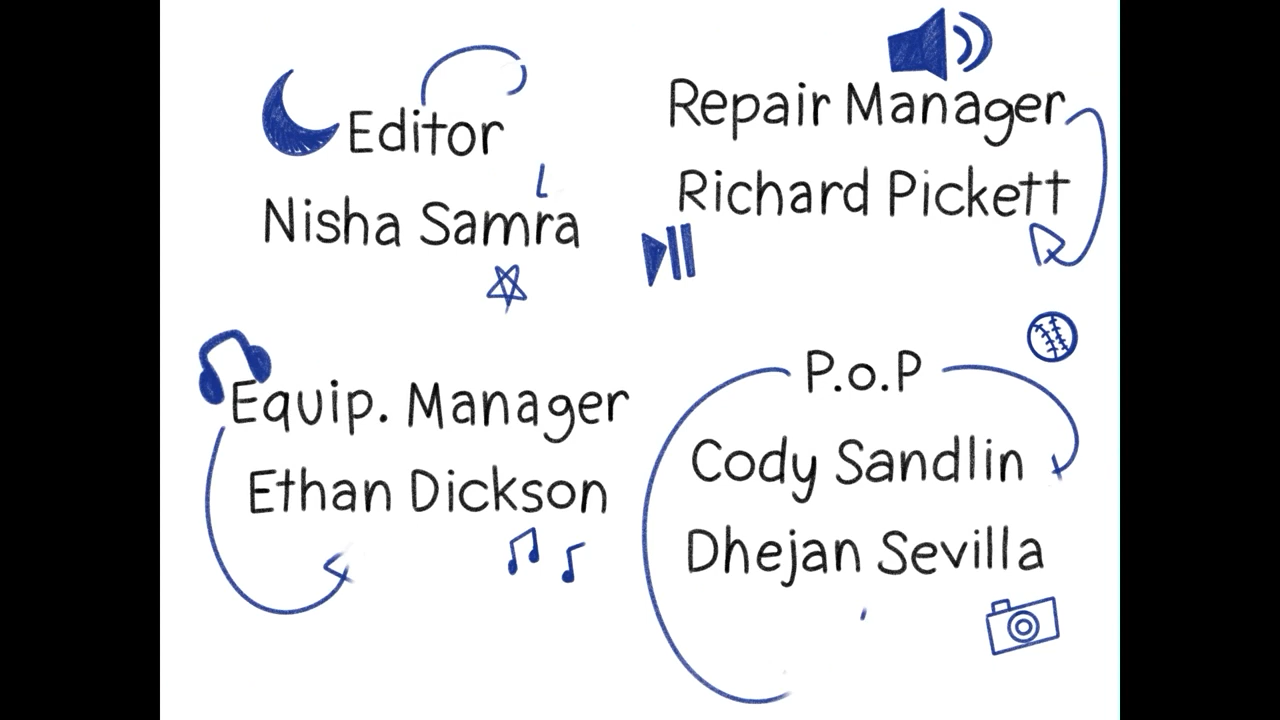 Editor
Nisha Samra
Repair Manager
Richard Pickett
Equip. Manager
Ethan Dickson
P.o.P
Cody Sandlin
Dhejan Sevilla